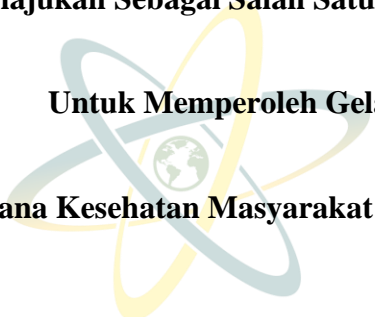 ajukan Sebagai Salah Satu
Untuk Memperoleh Gela
ana Kesehatan Masyarakat